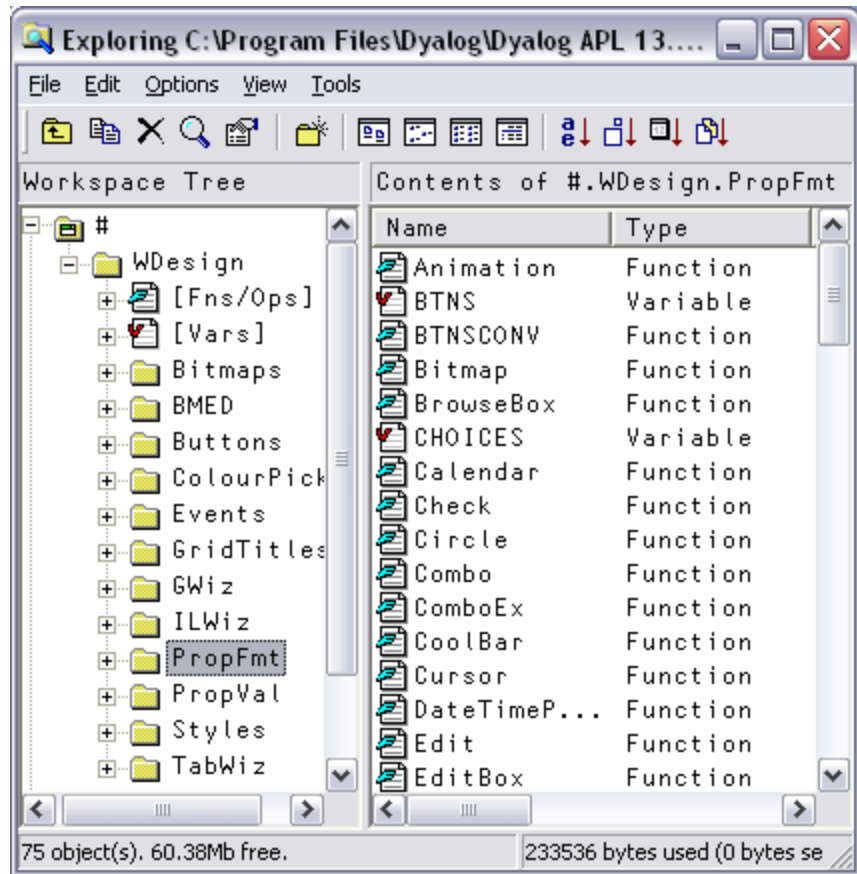 Exploring C:\Program Files\Dyalog\Dyalog APL 13....
File Edit Options View Tools
Workspace Tree
Contents of #.WDesign.PropFmt
#
WDesign
[Fns/Ops]
[Vars]
Bitmaps
BMED
Buttons
ColourPick
Events
GridTitles
GWiz
ILWiz
PropFmt
PropVal
Styles
TabWiz
Name Type
Animation Function
BTNS Variable
BTNSCONV Function
Bitmap Function
BrowseBox Function
CHOICES Variable
Calendar Function
Check Function
Circle Function
Combo Function
ComboEx Function
CoolBar Function
Cursor Function
DateTimeP... Function
Edit Function
EditBox Function
75 object(s). 60.38Mb free.
233536 bytes used (0 bytes se